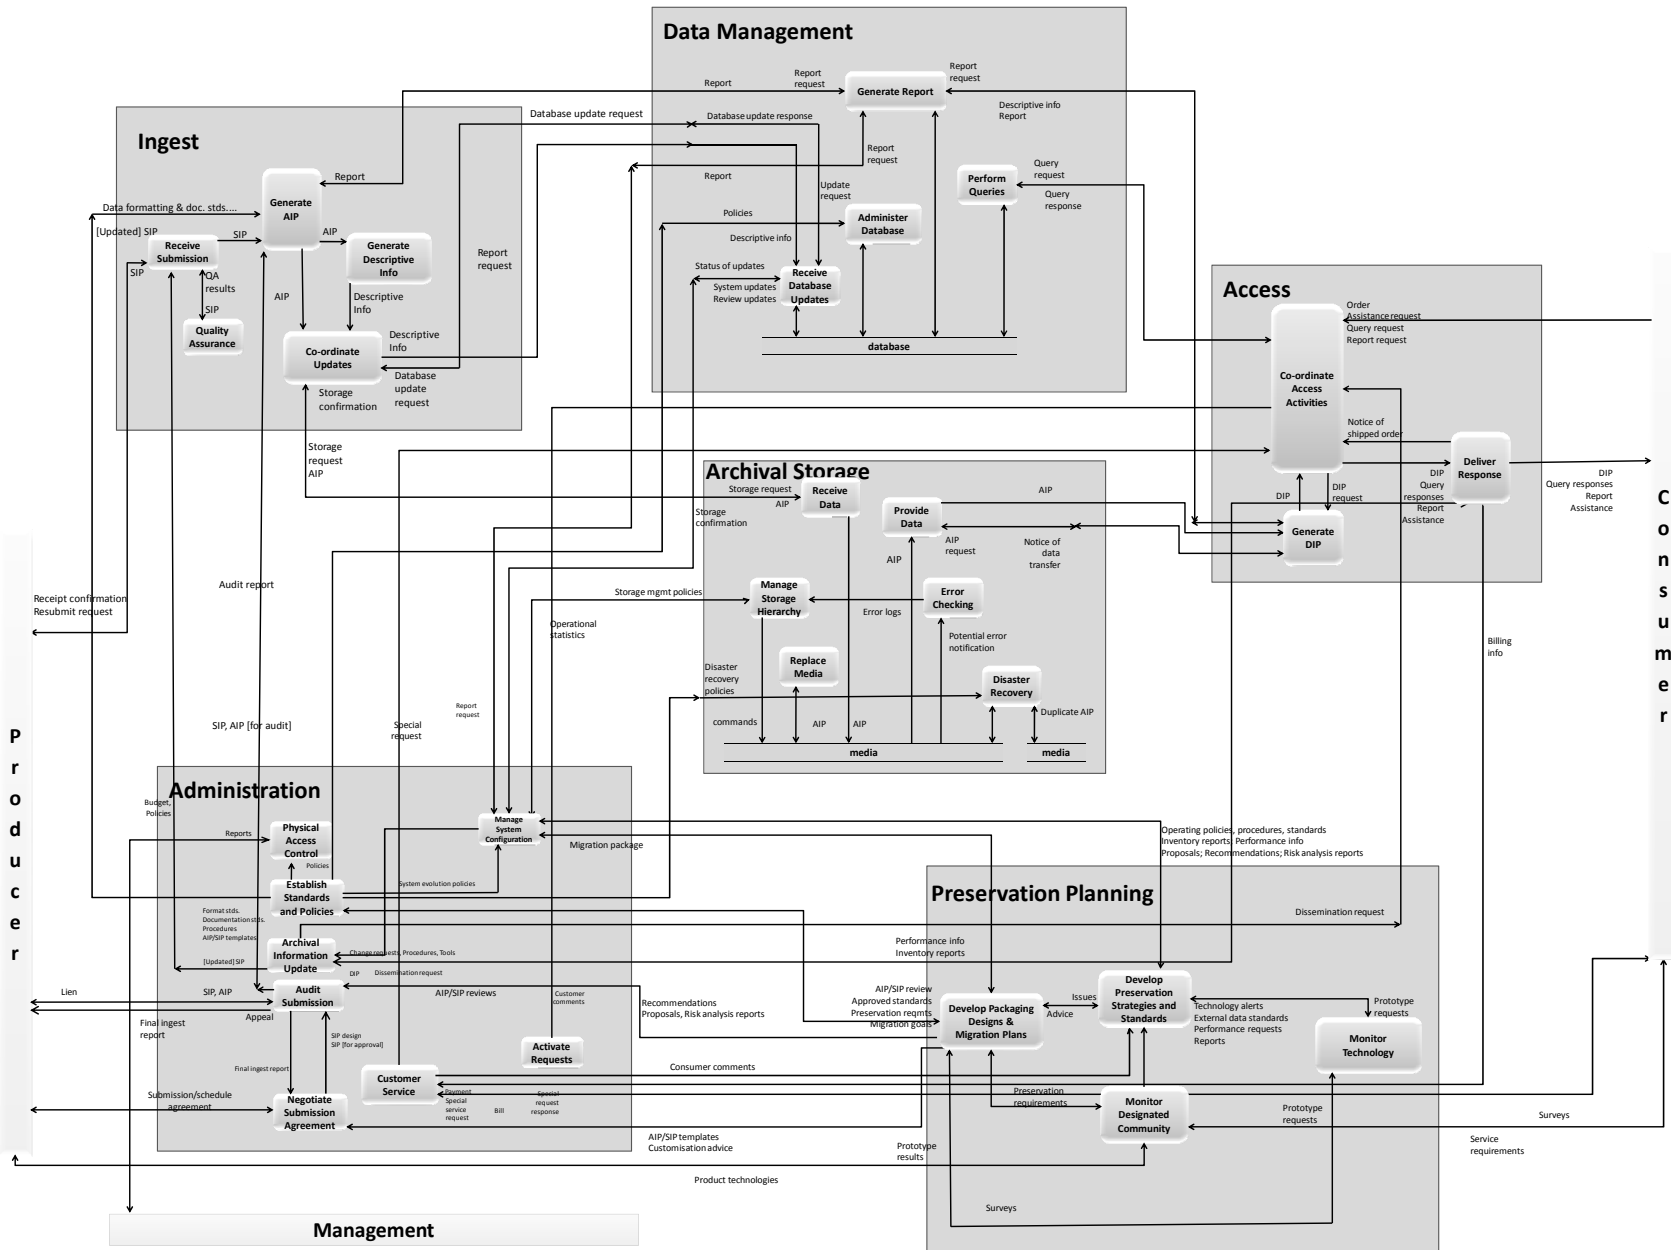 Data Management
Report
Report
request
Report
request
Generate Report
Descriptive info
Report
Database update request
Database update response
Report
request
Report
Query
request
Perform
Queries
Query
response
Update
request
Policies
Administer
Database
Descriptive info
Status of updates
System updates
Review updates
Receive
Database
Updates
database
Ingest
Report
Generate
AIP
Data formatting & doc. stds....
[Updated] SIP
SIP
AIP
Receive
Submission
SIP
QA
results
SIP
Quality
Assurance
Generate
Descriptive
Info
AIP
Descriptive
Info
Report
request
Co-ordinate
Updates
Descriptive
Info
Database
update
request
Storage
confirmation
Storage
request
AIP
Access
Order
Assistance request
Query request
Report request
Co-ordinate
Access
Activities
Notice of
shipped order
Deliver
Response
DIP
Query
responses
Report
Assistance
DIP
Query responses
Report
Assistance
DIP
DIP
request
Generate
DIP
Billing
info
Archival Storage
Storage request
AIP
Receive
Data
Storage
confirmation
AIP
Provide
Data
AIP
request
Notice of
data
transfer
AIP
Manage
Storage
Hierarchy
Error
Checking
Error logs
Storage mgmt policies
Operational
statistics
Potential error
notification
Replace
Media
Disaster
Recovery
Disaster
recovery
policies
Duplicate AIP
commands
AIP
AIP
media
media
Audit report
Receipt confirmation
Resubmit request
SIP, AIP [for audit]
Special
request
Report
request
Producer
Consumer
Administration
Budget,
Policies
Reports
Physical
Access
Control
Policies
Manage
System
Configuration
Migration package
Establish
Standards
and Policies
System evolution policies
Format stds.
Documentation stds.
Procedures
AIP/SIP templates
Archival
Information
Update
Change requests, Procedures, Tools
[Updated] SIP
DIP
Dissemination request
Audit
Submission
SIP, AIP
Lien
Appeal
Final ingest
report
AIP/SIP reviews
Customer
comments
SIP design
SIP [for approval]
Activate
Requests
Final ingest report
Customer
Service
Payment
Special
service
request
Bill
Special
request
response
Submission/schedule
agreement
Negotiate
Submission
Agreement
Operating policies, procedures, standards
Inventory reports; Performance info
Proposals; Recommendations; Risk analysis reports
Preservation Planning
Dissemination request
Performance info
Inventory reports
Recommendations
Proposals, Risk analysis reports
AIP/SIP review
Approved standards
Preservation reqmts
Migration goals
Develop Packaging
Designs &
Migration Plans
Issues
Advice
Develop
Preservation
Strategies and
Standards
Technology alerts
External data standards
Performance requests
Reports
Prototype
requests
Monitor
Technology
Consumer comments
Preservation
requirements
Monitor
Designated
Community
Prototype
requests
Surveys
Service
requirements
AIP/SIP templates
Customisation advice
Prototype
results
Product technologies
Surveys
Management